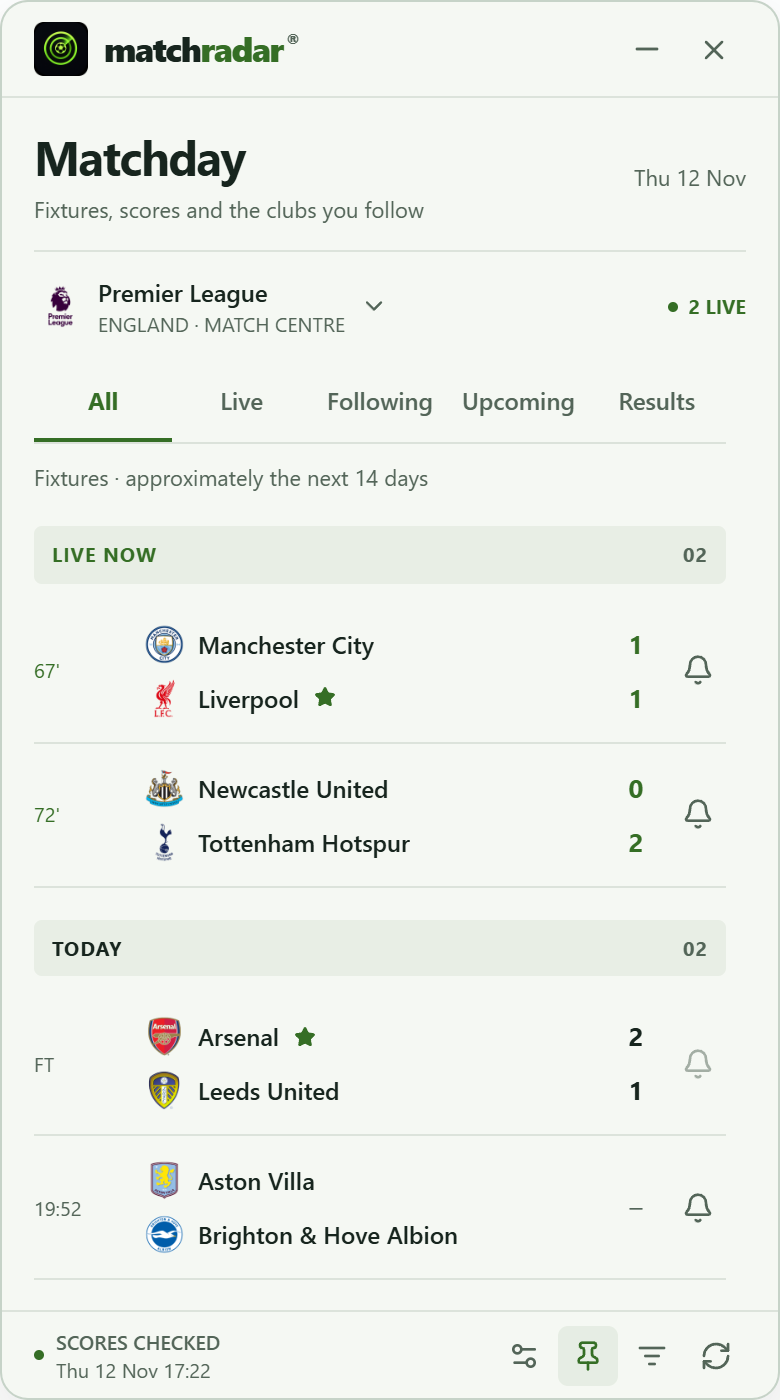 matchradar®
Matchday
Thu 12 Nov
Fixtures, scores and the clubs you follow
Premier League
Premier League
ENGLAND · MATCH CENTRE
2 LIVE
All Live Following Upcoming Results
Fixtures · approximately the next 14 days
LIVE NOW 02
67'
Manchester City 1
Liverpool 1
L.F.C.
72'
Newcastle United 0
Tottenham Hotspur 2
TODAY 02
FT
Arsenal
Arsenal 2
Leeds United 1
19:52
Aston Villa
Brighton & Hove Albion
–
SCORES CHECKED
Thu 12 Nov 17:22